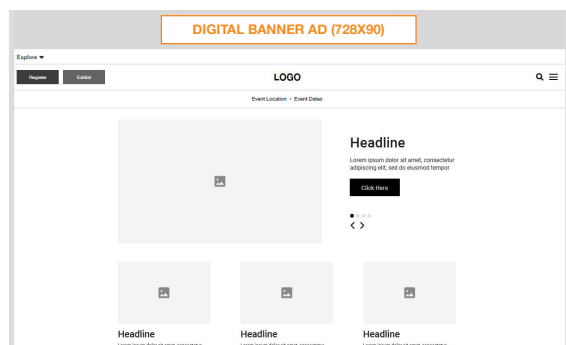 DIGITAL BANNER AD (728X90)
Explore
Register
Exhibit
LOGO
Event Location • Event Dates
Headline
Lorem ipsum dolor sit amet, consectetur
adipiscing elit, sed do eiusmod tempor
Click Here
Headline
Headline
Headline